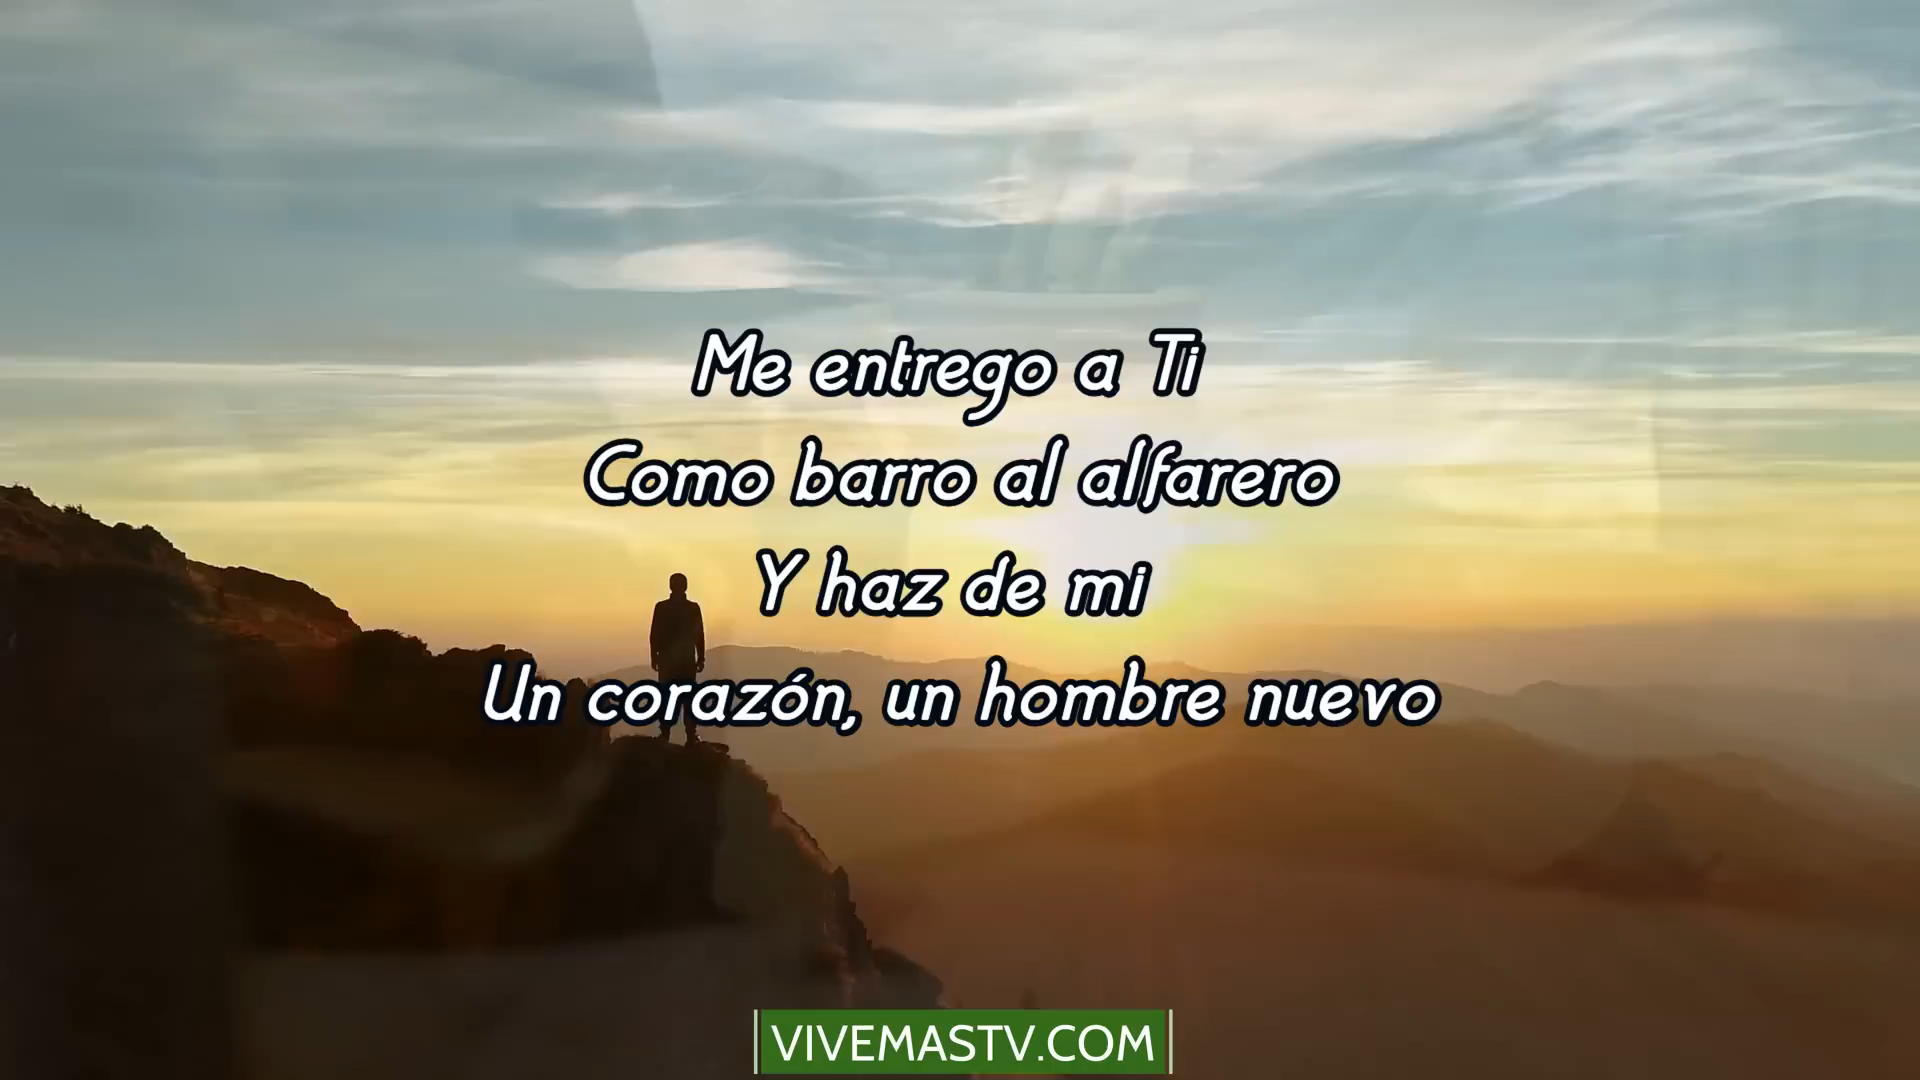 Me entrego a Ti
Como barro al alfarero
Y haz de mi
Un corazón, un hombre nuevo
VIVEMASTV.COM